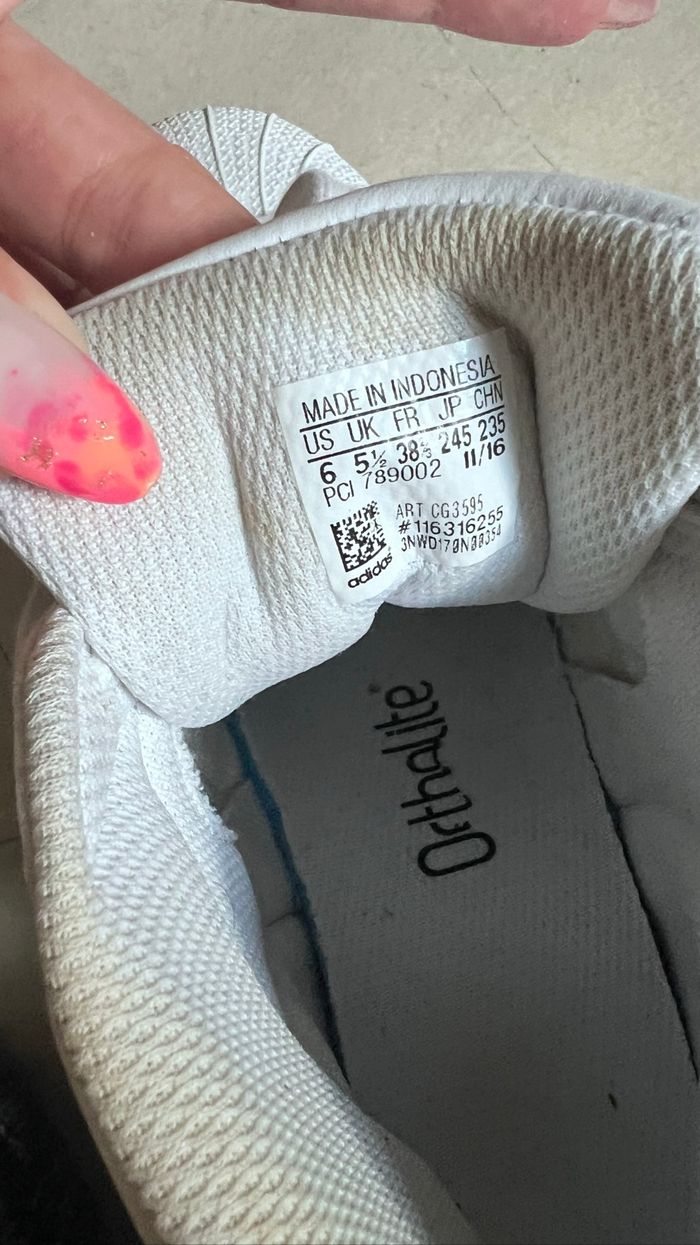 MADE IN INDONESIA
US UK FR JP CHN
6 5½ 38⅔ 245 235
PCI 789002 11/16
ART CG3595
#116316255
3NWD170N00354
adidas
Ortholite